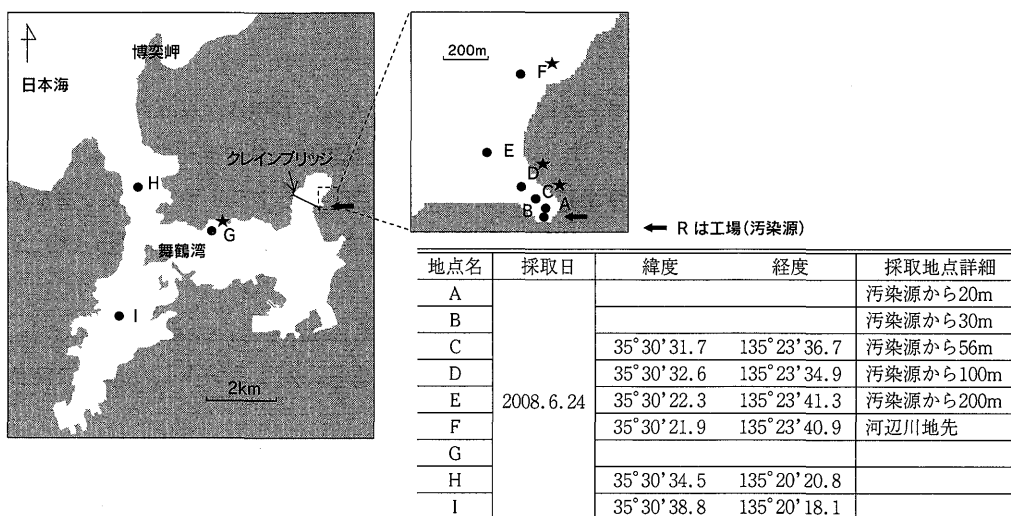 博奕岬
日本海
クレインブリッジ
H
G
舞鶴湾
I
2km
200m
F
E
D
C
A
B
← R は工場(汚染源)
地点名 採取日 緯度 経度 採取地点詳細
A 汚染源から20m
B 汚染源から30m
C 35°30'31.7 135°23'36.7 汚染源から56m
D 35°30'32.6 135°23'34.9 汚染源から100m
E 2008.6.24 35°30'22.3 135°23'41.3 汚染源から200m
F 35°30'21.9 135°23'40.9 河辺川地先
G
H 35°30'34.5 135°20'20.8
I 35°30'38.8 135°20'18.1